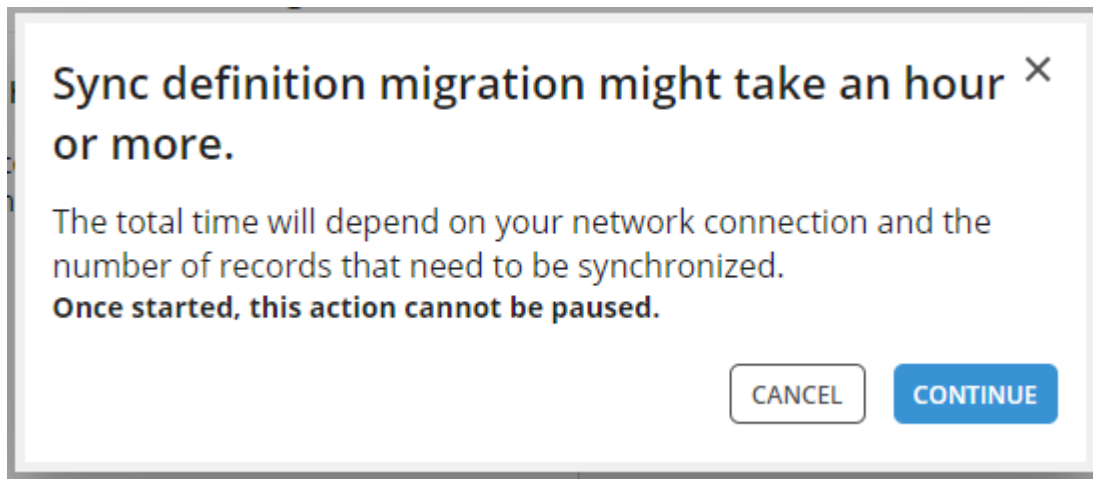 Sync definition migration might take an hour
or more.
The total time will depend on your network connection and the
number of records that need to be synchronized.
Once started, this action cannot be paused.
CANCEL
CONTINUE